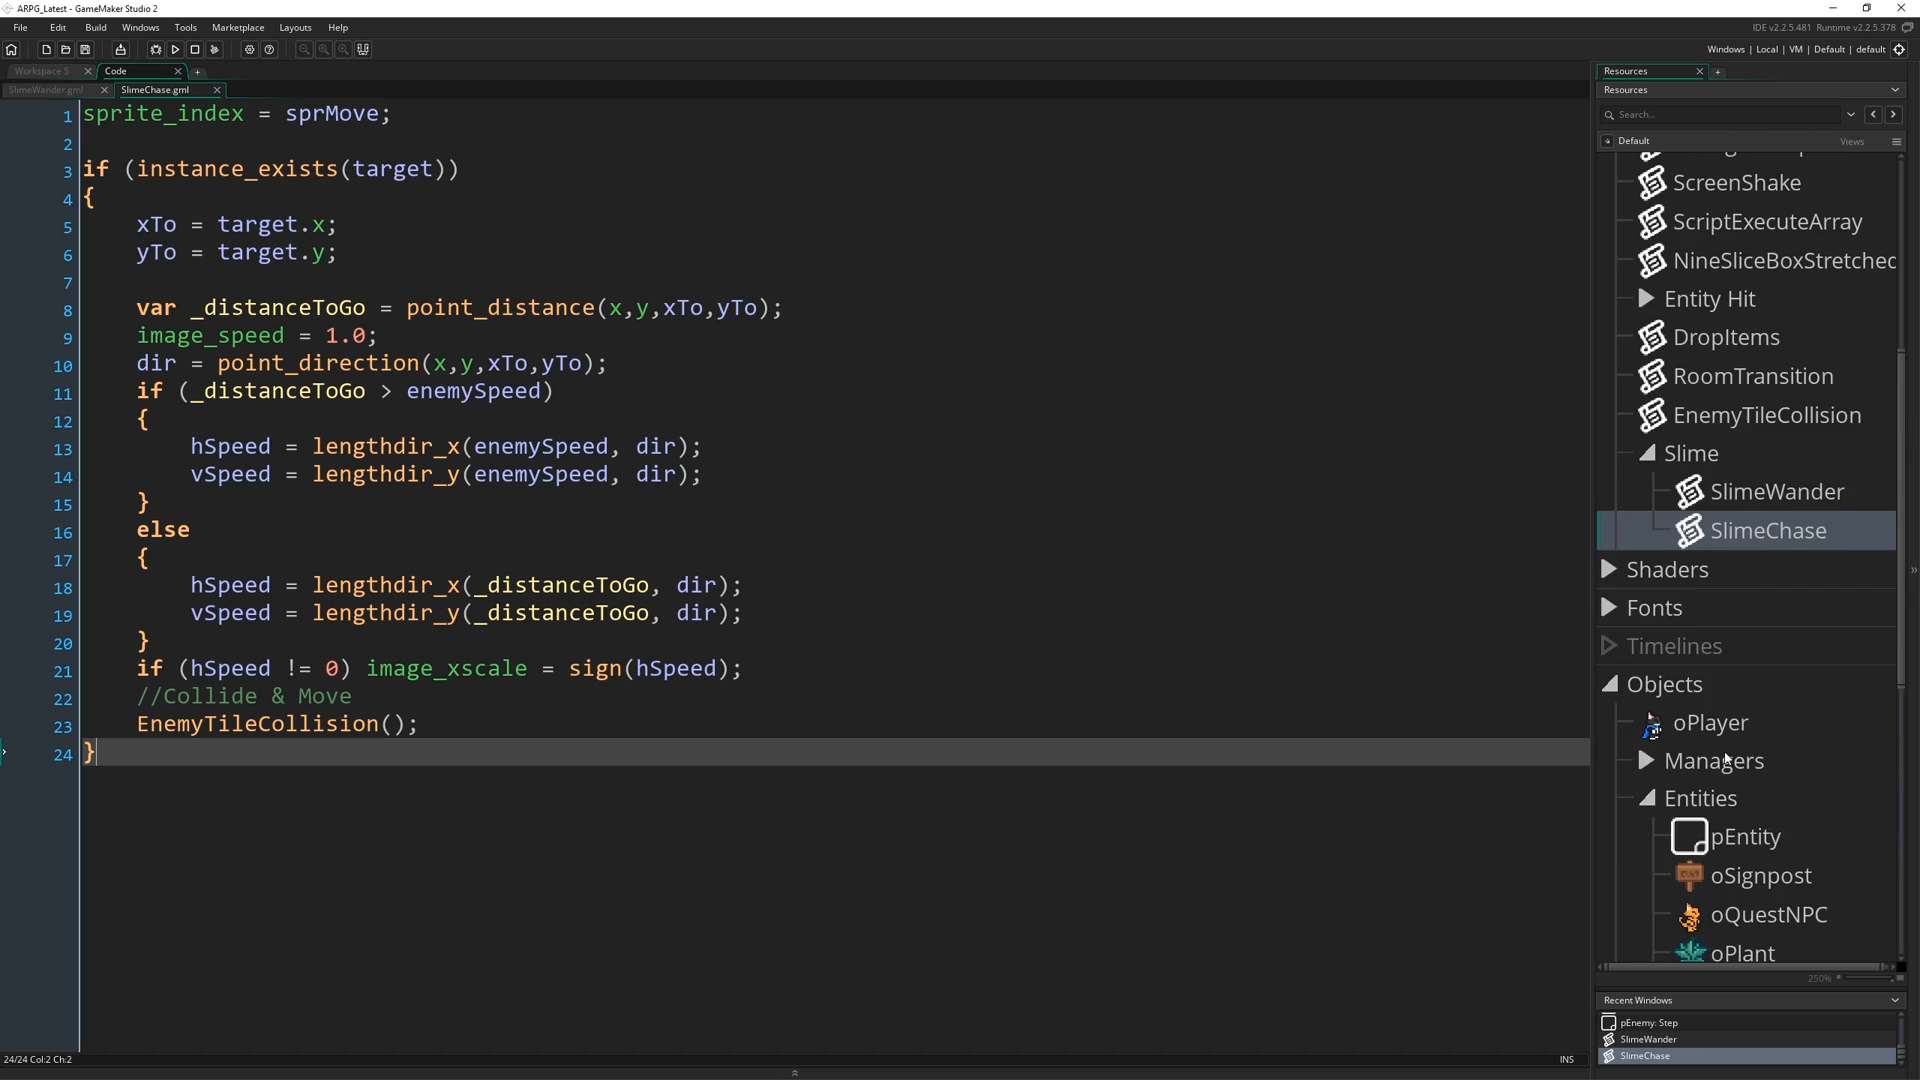 ARPG_Latest - GameMaker Studio 2
File Edit Build Windows Tools Marketplace Layouts Help
IDE v2.2.5.481 Runtime v2.2.5.378
Windows | Local | VM | Default | default
Workspace 5 Code
SlimeWander.gml SlimeChase.gml
1 sprite_index = sprMove;
2
3 if (instance_exists(target))
4 {
5 xTo = target.x;
6 yTo = target.y;
7
8 var _distanceToGo = point_distance(x,y,xTo,yTo);
9 image_speed = 1.0;
10 dir = point_direction(x,y,xTo,yTo);
11 if (_distanceToGo > enemySpeed)
12 {
13 hSpeed = lengthdir_x(enemySpeed, dir);
14 vSpeed = lengthdir_y(enemySpeed, dir);
15 }
16 else
17 {
18 hSpeed = lengthdir_x(_distanceToGo, dir);
19 vSpeed = lengthdir_y(_distanceToGo, dir);
20 }
21 if (hSpeed != 0) image_xscale = sign(hSpeed);
22 //Collide & Move
23 EnemyTileCollision();
24 }
24/24 Col:2 Ch:2
INS
Resources
Resources
Search...
Default Views
ScreenShake
ScriptExecuteArray
NineSliceBoxStretched
Entity Hit
DropItems
RoomTransition
EnemyTileCollision
Slime
SlimeWander
SlimeChase
Shaders
Fonts
Timelines
Objects
oPlayer
Managers
Entities
pEntity
oSignpost
oQuestNPC
oPlant
250%
Recent Windows
pEnemy: Step
SlimeWander
SlimeChase